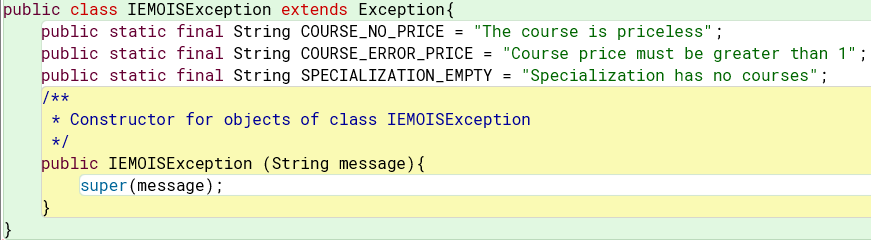 public class IEMOISException extends Exception{
public static final String COURSE_NO_PRICE = "The course is priceless";
public static final String COURSE_ERROR_PRICE = "Course price must be greater than 1";
public static final String SPECIALIZATION_EMPTY = "Specialization has no courses";
/**
* Constructor for objects of class IEMOISException
*/
public IEMOISException (String message){
super(message);
}
}